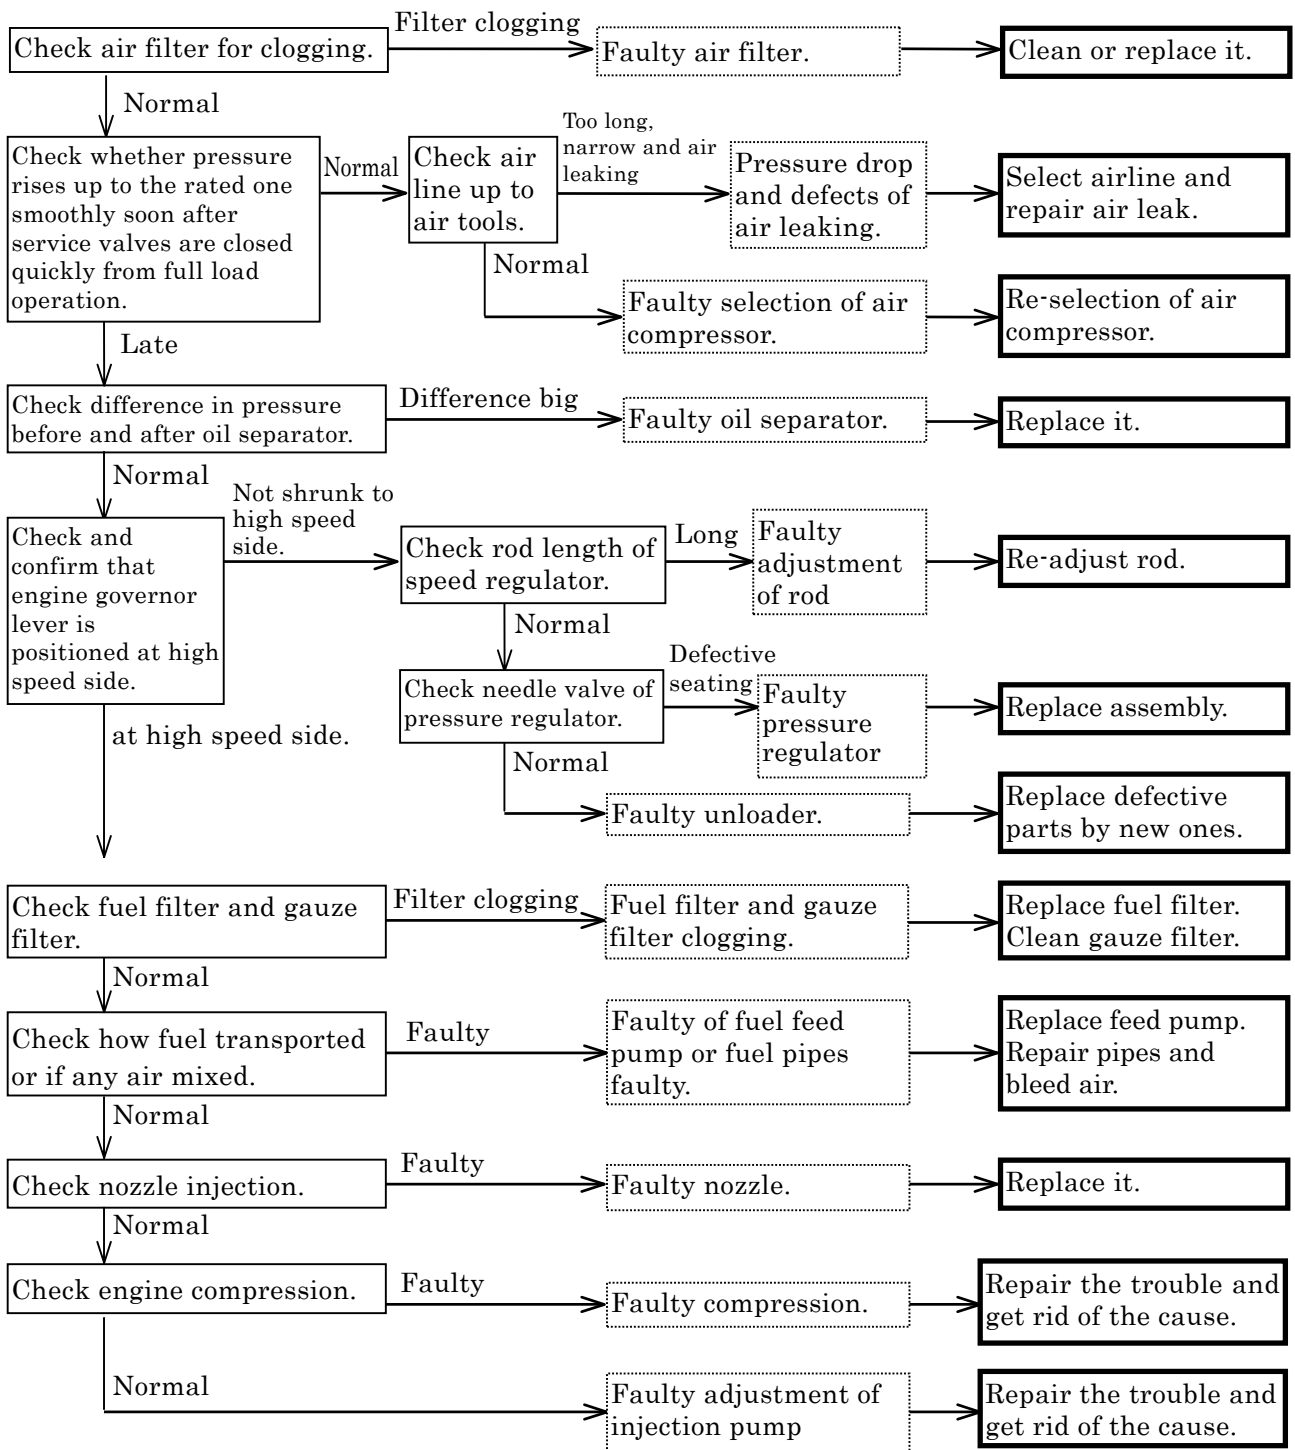 Filter clogging
Check air filter for clogging.
Faulty air filter.
Clean or replace it.
Normal
Check whether pressure
rises up to the rated one
smoothly soon after
service valves are closed
quickly from full load
operation.
Normal
Check air
line up to
air tools.
Too long,
narrow and air
leaking
Pressure drop
and defects of
air leaking.
Select airline and
repair air leak.
Normal
Faulty selection of air
compressor.
Re-selection of air
compressor.
Late
Check difference in pressure
before and after oil separator.
Difference big
Faulty oil separator.
Replace it.
Normal
Check and
confirm that
engine governor
lever is
positioned at high
speed side.
Not shrunk to
high speed
side.
Check rod length of
speed regulator.
Long
Faulty
adjustment
of rod
Re-adjust rod.
Normal
Check needle valve of
pressure regulator.
Defective
seating
Faulty
pressure
regulator
Replace assembly.
at high speed side.
Normal
Faulty unloader.
Replace defective
parts by new ones.
Check fuel filter and gauze
filter.
Filter clogging
Fuel filter and gauze
filter clogging.
Replace fuel filter.
Clean gauze filter.
Normal
Check how fuel transported
or if any air mixed.
Faulty
Faulty of fuel feed
pump or fuel pipes
faulty.
Replace feed pump.
Repair pipes and
bleed air.
Normal
Check nozzle injection.
Faulty
Faulty nozzle.
Replace it.
Normal
Check engine compression.
Faulty
Faulty compression.
Repair the trouble and
get rid of the cause.
Normal
Faulty adjustment of
injection pump
Repair the trouble and
get rid of the cause.